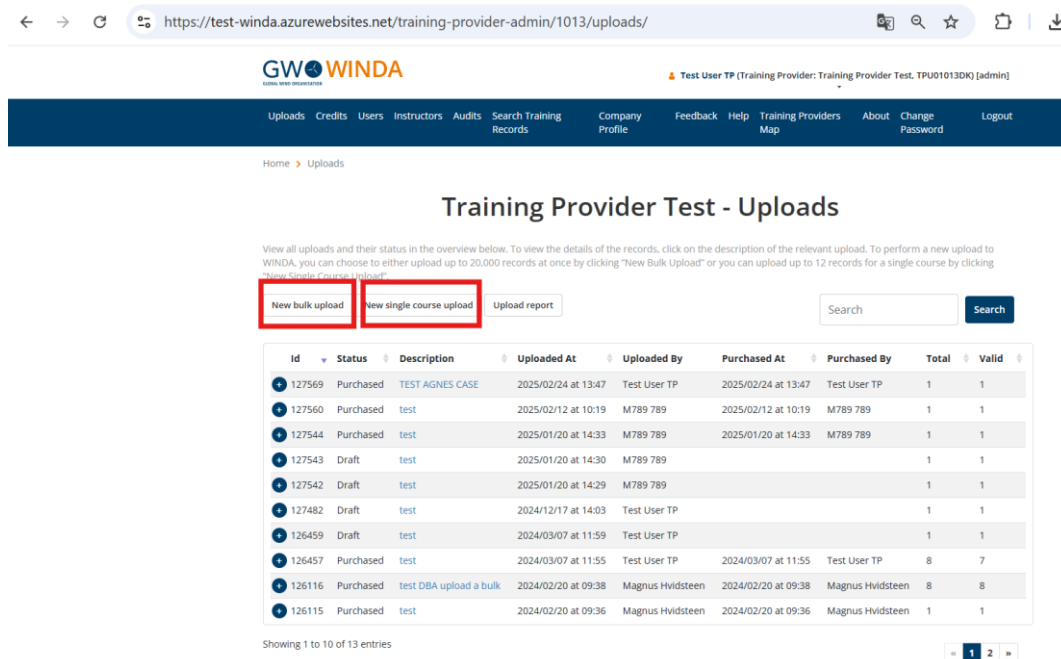 https://test-winda.azurewebsites.net/training-provider-admin/1013/uploads/
GWO WINDA
GLOBAL WIND ORGANISATION
Test User TP (Training Provider: Training Provider Test, TPU01013DK) [admin]
Uploads Credits Users Instructors Audits Search Training Records Company Profile Feedback Help Training Providers Map About Change Password Logout
Home > Uploads
Training Provider Test - Uploads
View all uploads and their status in the overview below. To view the details of the records, click on the description of the relevant upload. To perform a new upload to
WINDA, you can choose to either upload up to 20,000 records at once by clicking "New Bulk Upload" or you can upload up to 12 records for a single course by clicking
"New Single Course Upload".
New bulk upload New single course upload Upload report Search Search
Id Status Description Uploaded At Uploaded By Purchased At Purchased By Total Valid
127569 Purchased TEST AGNES CASE 2025/02/24 at 13:47 Test User TP 2025/02/24 at 13:47 Test User TP 1 1
127560 Purchased test 2025/02/12 at 10:19 M789 789 2025/02/12 at 10:19 M789 789 1 1
127544 Purchased test 2025/01/20 at 14:33 M789 789 2025/01/20 at 14:33 M789 789 1 1
127543 Draft test 2025/01/20 at 14:30 M789 789 1 1
127542 Draft test 2025/01/20 at 14:29 M789 789 1 1
127482 Draft test 2024/12/17 at 14:03 Test User TP 1 1
126459 Draft test 2024/03/07 at 11:59 Test User TP 1 1
126457 Purchased test 2024/03/07 at 11:55 Test User TP 2024/03/07 at 11:55 Test User TP 8 7
126116 Purchased test DBA upload a bulk 2024/02/20 at 09:38 Magnus Hvidsteen 2024/02/20 at 09:38 Magnus Hvidsteen 8 8
126115 Purchased test 2024/02/20 at 09:36 Magnus Hvidsteen 2024/02/20 at 09:36 Magnus Hvidsteen 1 1
Showing 1 to 10 of 13 entries
« 1 2 »